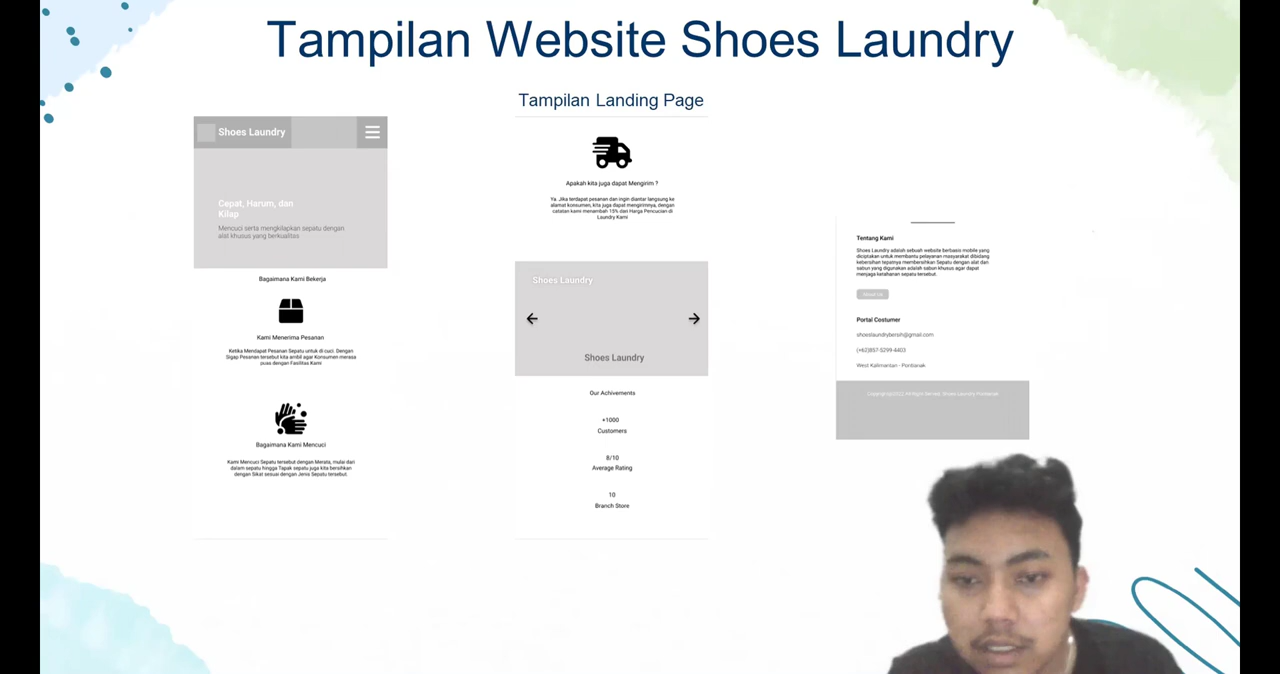 Tampilan Website Shoes Laundry
Tampilan Landing Page
Shoes Laundry
Cepat, Harum, dan
Kilap
Mencuci serta mengkilapkan sepatu dengan
alat khusus yang berkualitas
Bagaimana Kami Bekerja
Kami Menerima Pesanan
Ketika Mendapat Pesanan Sepatu untuk di cuci. Dengan
Sigap Pesanan tersebut kita ambil agar Konsumen merasa
puas dengan Fasilitas Kami
Bagaimana Kami Mencuci
Kami Mencuci Sepatu tersebut dengan Merata, mulai dari
dalam sepatu hingga Tapak sepatu juga kita bersihkan
dengan Sikat sesuai dengan Jenis Sepatu tersebut.
Apakah kita juga dapat Mengirim ?
Ya. Jika terdapat pesanan dan ingin diantar langsung ke
alamat konsumen, kita juga dapat mengirimnya, dengan
catatan kami menambah 15% dari Harga Pencucian di
Laundry Kami
Shoes Laundry
Shoes Laundry
Our Achivements
+1000
Customers
8/10
Average Rating
10
Branch Store
Tentang Kami
Shoes Laundry adalah sebuah website berbasis mobile yang
diciptakan untuk membantu pelayanan masyarakat dibidang
kebersihan tepatnya membersihkan Sepatu dengan alat dan
sabun yang digunakan adalah sabun khusus agar dapat
menjaga ketahanan sepatu tersebut.
About Us
Portal Costumer
shoeslaundrybersih@gmail.com
(+62)857-5299-4403
West Kalimantan - Pontianak